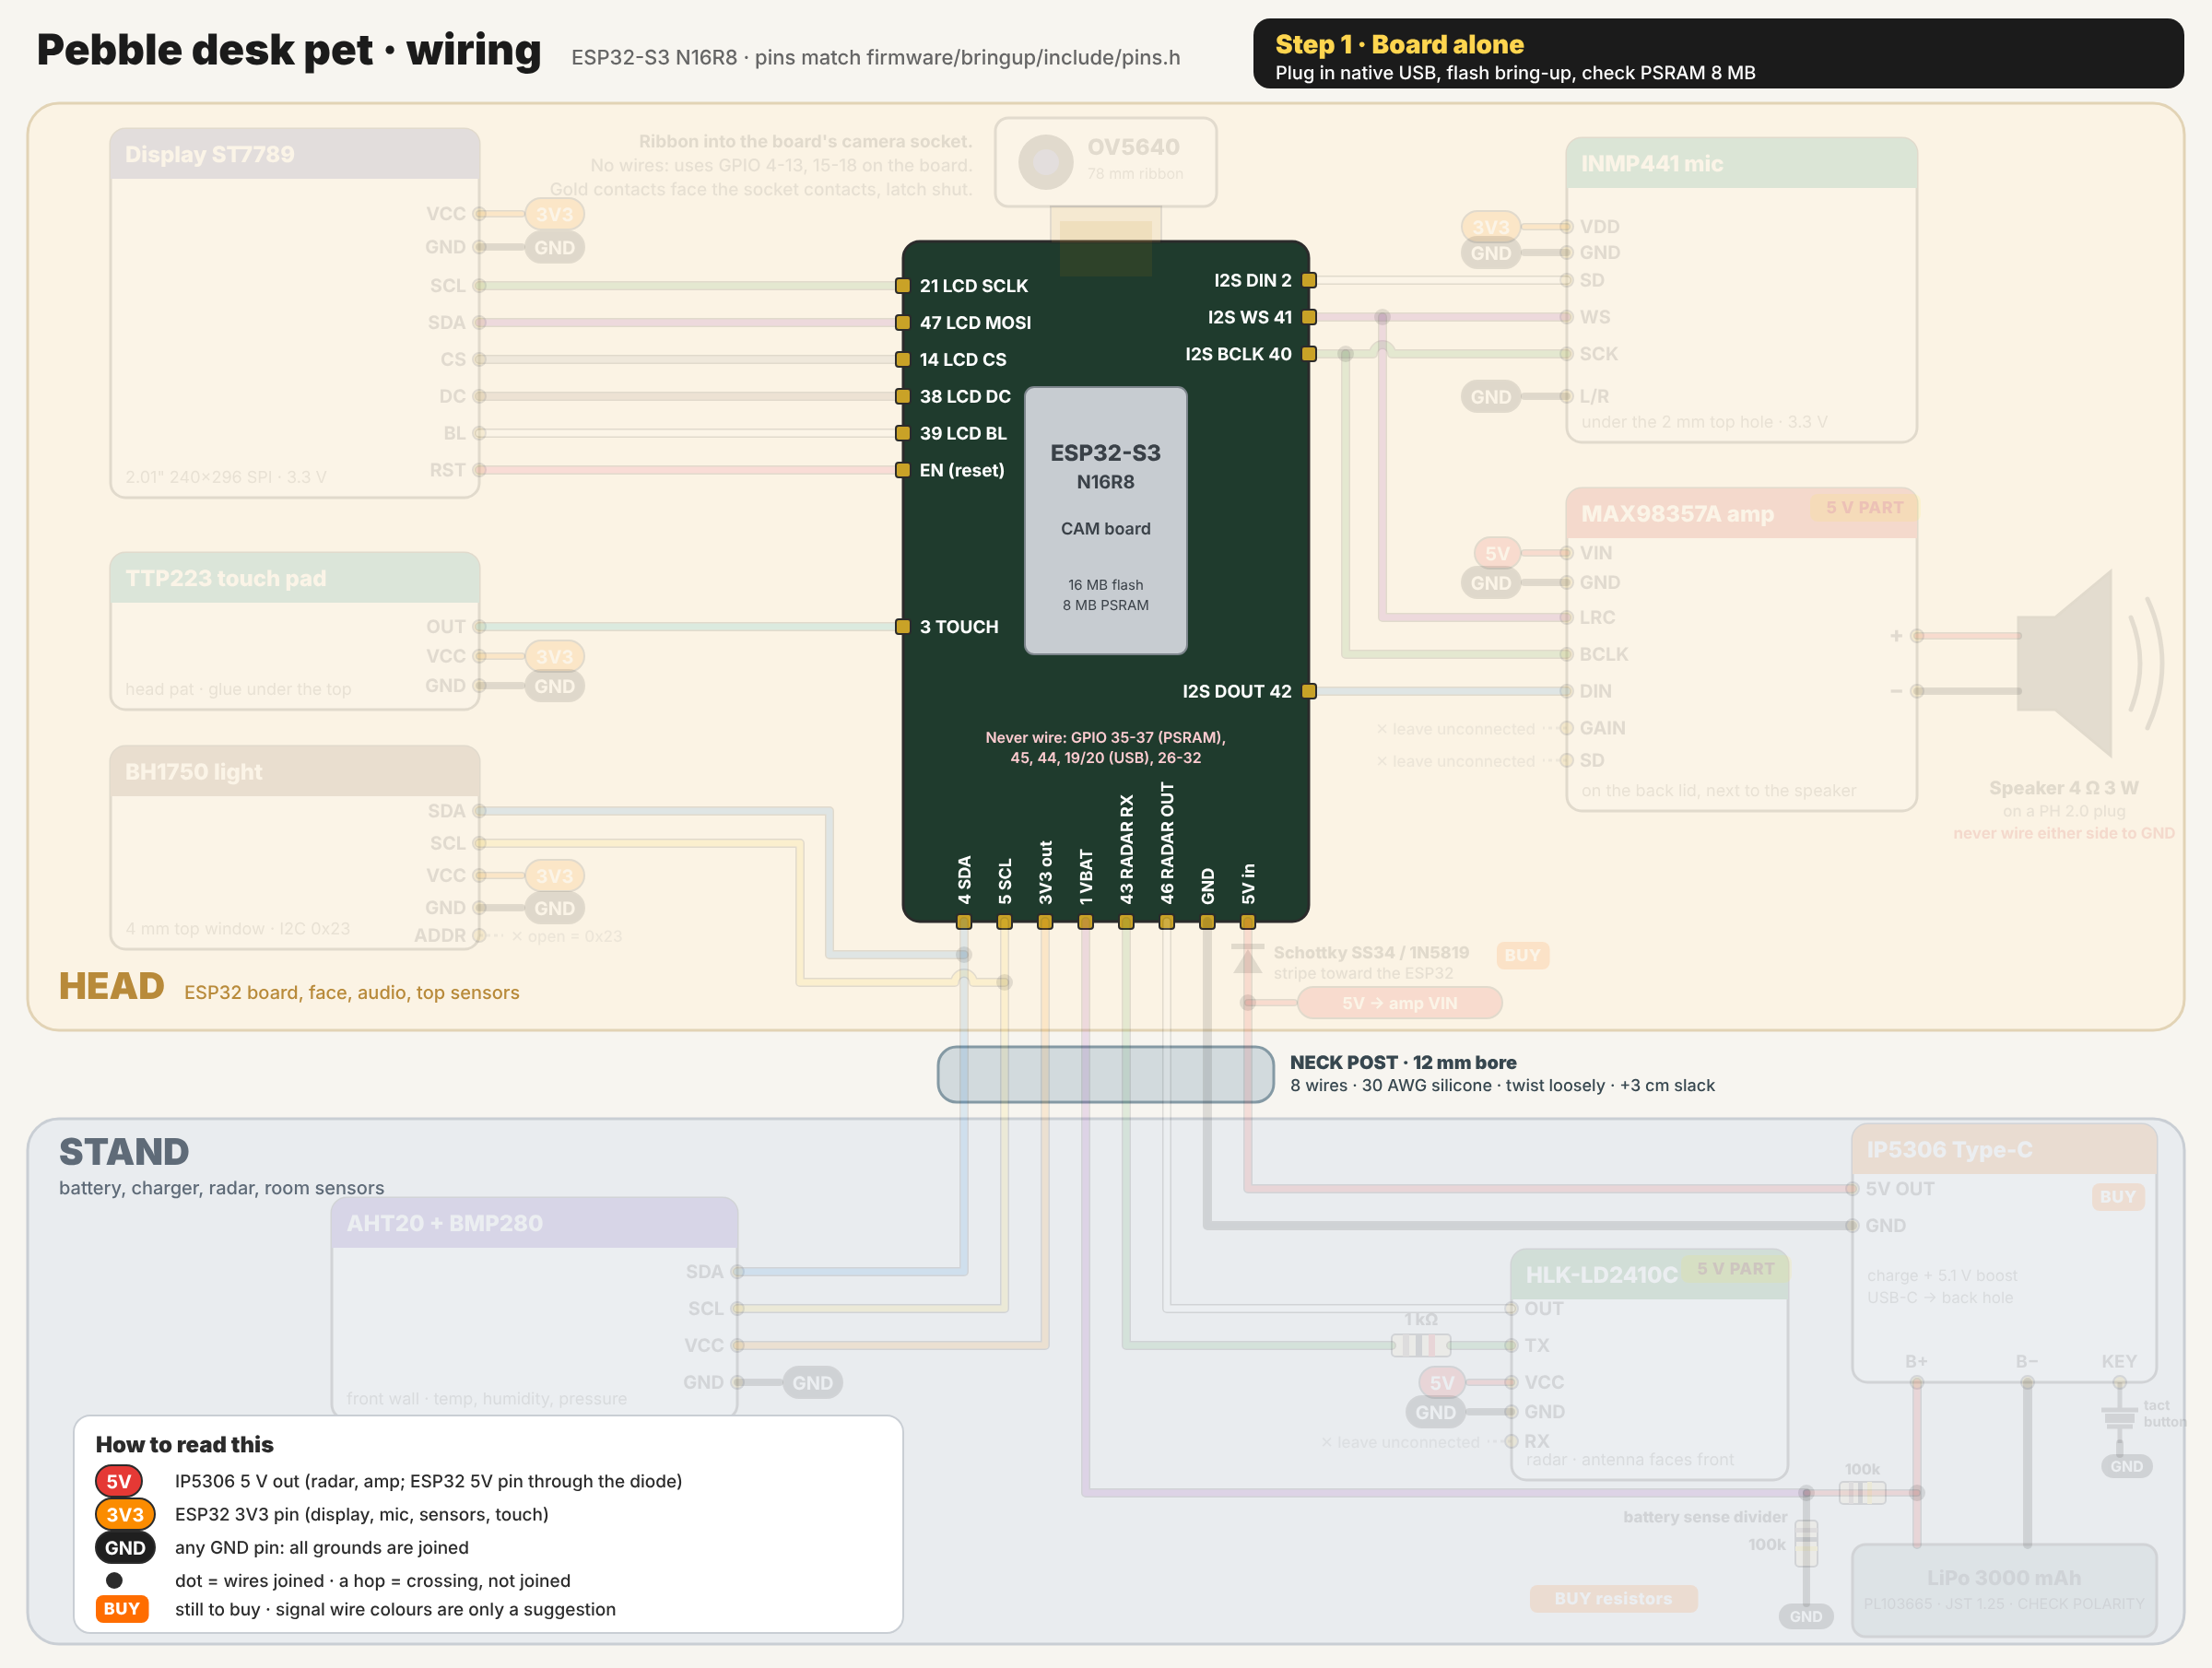 Pebble desk pet · wiring
ESP32-S3 N16R8 · pins match firmware/bringup/include/pins.h
Step 1 · Board alone
Plug in native USB, flash bring-up, check PSRAM 8 MB
Display ST7789
VCC
3V3
GND
GND
SCL
SDA
CS
DC
BL
RST
2.01" 240×296 SPI · 3.3 V
Ribbon into the board's camera socket.
No wires: uses GPIO 4-13, 15-18 on the board.
Gold contacts face the socket contacts, latch shut.
OV5640
78 mm ribbon
INMP441 mic
3V3
VDD
GND
GND
SD
WS
SCK
GND
L/R
under the 2 mm top hole · 3.3 V
21 LCD SCLK
47 LCD MOSI
14 LCD CS
38 LCD DC
39 LCD BL
EN (reset)
3 TOUCH
I2S DIN 2
I2S WS 41
I2S BCLK 40
I2S DOUT 42
ESP32-S3
N16R8
CAM board
16 MB flash
8 MB PSRAM
Never wire: GPIO 35-37 (PSRAM),
45, 44, 19/20 (USB), 26-32
4 SDA
5 SCL
3V3 out
1 VBAT
43 RADAR RX
46 RADAR OUT
GND
5V in
TTP223 touch pad
OUT
VCC
3V3
GND
GND
head pat · glue under the top
BH1750 light
SDA
SCL
VCC
3V3
GND
GND
ADDR
× open = 0x23
4 mm top window · I2C 0x23
MAX98357A amp
5 V PART
5V
VIN
GND
GND
LRC
BCLK
DIN
× leave unconnected
GAIN
× leave unconnected
SD
on the back lid, next to the speaker
+
−
Speaker 4 Ω 3 W
on a PH 2.0 plug
never wire either side to GND
Schottky SS34 / 1N5819
stripe toward the ESP32
BUY
5V → amp VIN
HEAD
ESP32 board, face, audio, top sensors
NECK POST · 12 mm bore
8 wires · 30 AWG silicone · twist loosely · +3 cm slack
STAND
battery, charger, radar, room sensors
AHT20 + BMP280
SDA
SCL
VCC
GND
GND
front wall · temp, humidity, pressure
IP5306 Type-C
5V OUT
BUY
GND
charge + 5.1 V boost
USB-C → back hole
B+
B−
KEY
tact
button
GND
HLK-LD2410C
5 V PART
OUT
1 kΩ
TX
5V
VCC
GND
GND
× leave unconnected
RX
radar · antenna faces front
100k
battery sense divider
100k
BUY resistors
GND
LiPo 3000 mAh
PL103665 · JST 1.25 · CHECK POLARITY
How to read this
5V
IP5306 5 V out (radar, amp; ESP32 5V pin through the diode)
3V3
ESP32 3V3 pin (display, mic, sensors, touch)
GND
any GND pin: all grounds are joined
dot = wires joined · a hop = crossing, not joined
BUY
still to buy · signal wire colours are only a suggestion